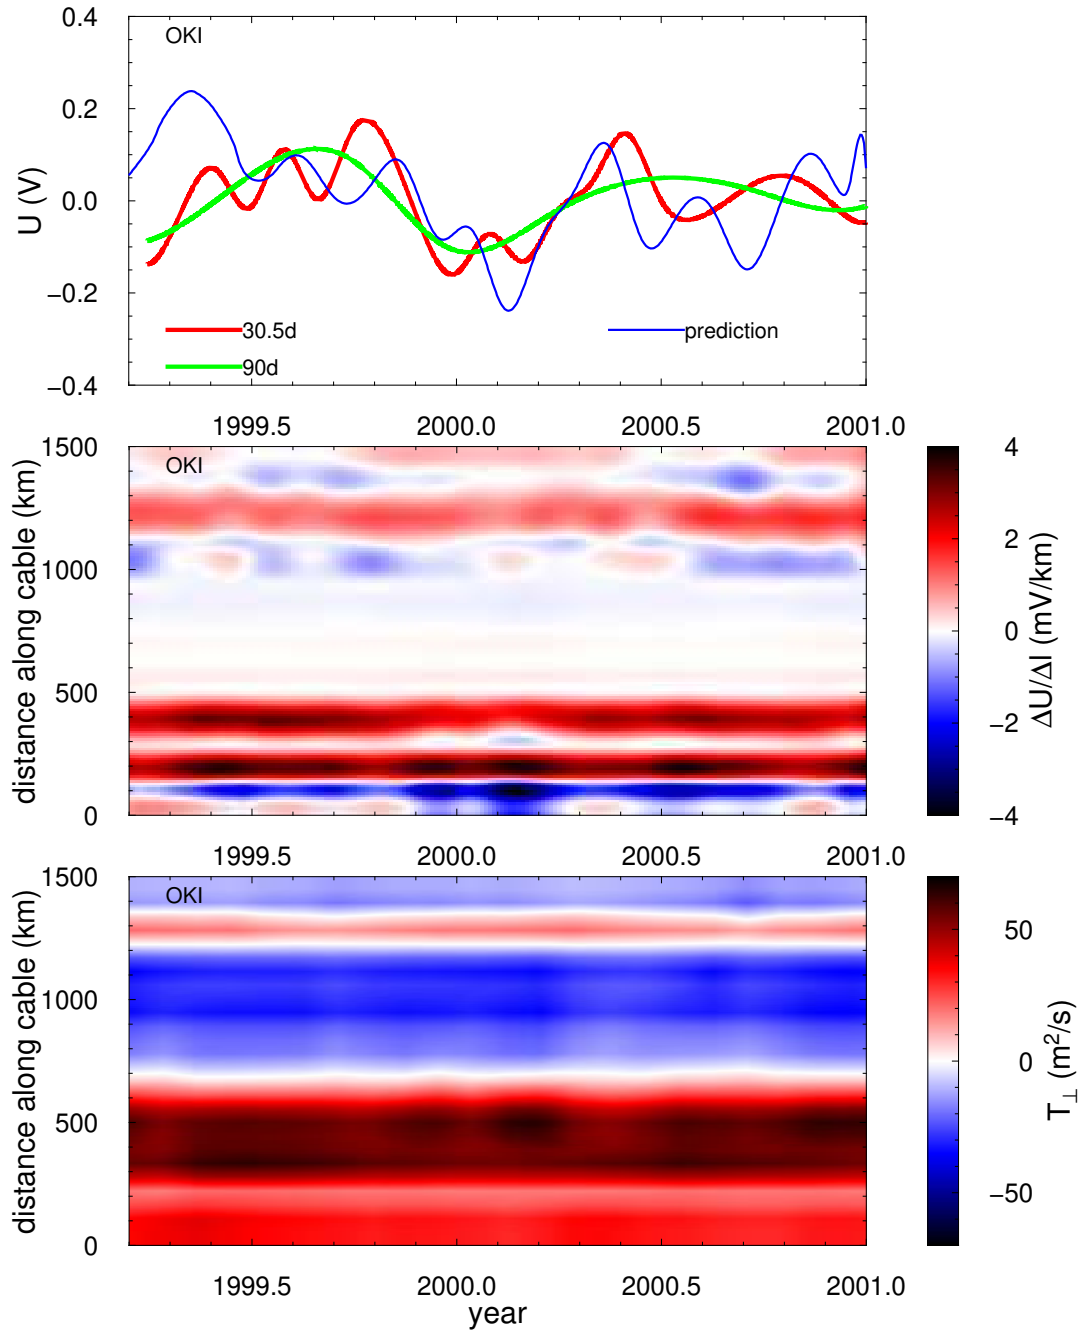 0.4
0.2
0.0
−0.2
−0.4
U (V)
OKI
30.5d
90d
prediction
1999.5 2000.0 2000.5 2001.0
1500
1000
500
0
distance along cable (km)
OKI
4
2
0
−2
−4
ΔU/Δl (mV/km)
1999.5 2000.0 2000.5 2001.0
1500
1000
500
0
distance along cable (km)
OKI
50
0
−50
T⊥ (m²/s)
1999.5 2000.0 2000.5 2001.0
year